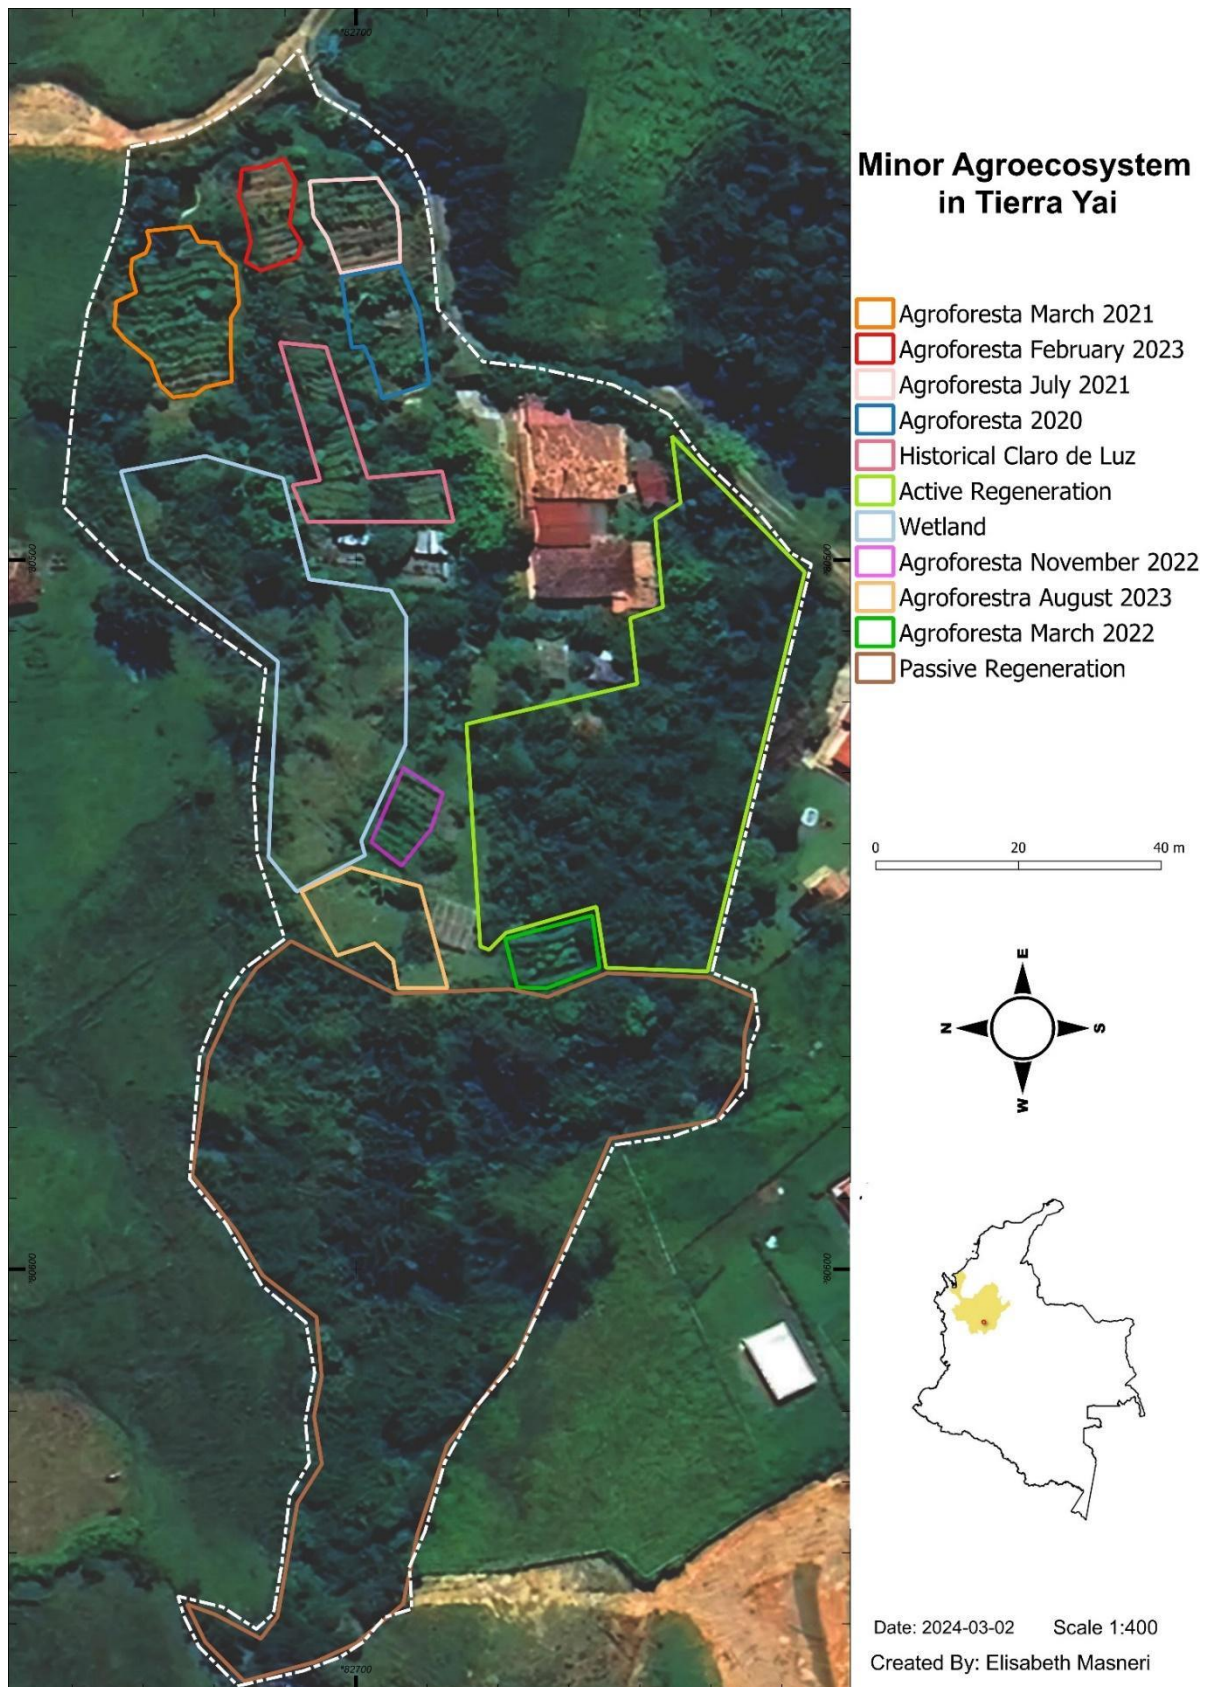 Minor Agroecosystem
in Tierra Yai
Agroforesta March 2021
Agroforesta February 2023
Agroforesta July 2021
Agroforesta 2020
Historical Claro de Luz
Active Regeneration
Wetland
Agroforesta November 2022
Agroforestra August 2023
Agroforesta March 2022
Passive Regeneration
0 20 40 m
E
N S
W
Date: 2024-03-02 Scale 1:400
Created By: Elisabeth Masneri